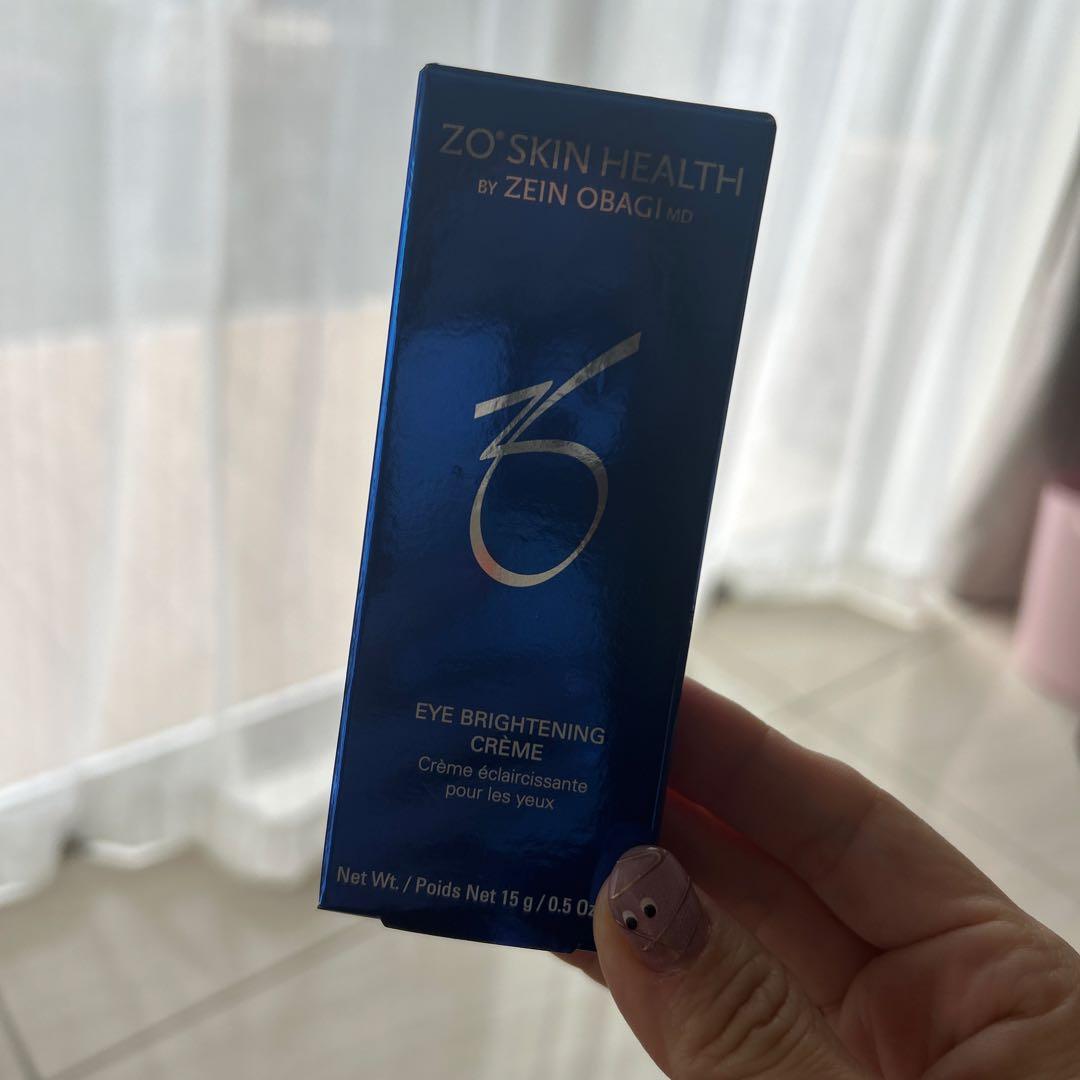 ZO® SKIN HEALTH
BY ZEIN OBAGI MD
ZO
EYE BRIGHTENING
CRÈME
Crème éclaircissante
pour les yeux
Net Wt. / Poids Net 15 g / 0.5 Oz